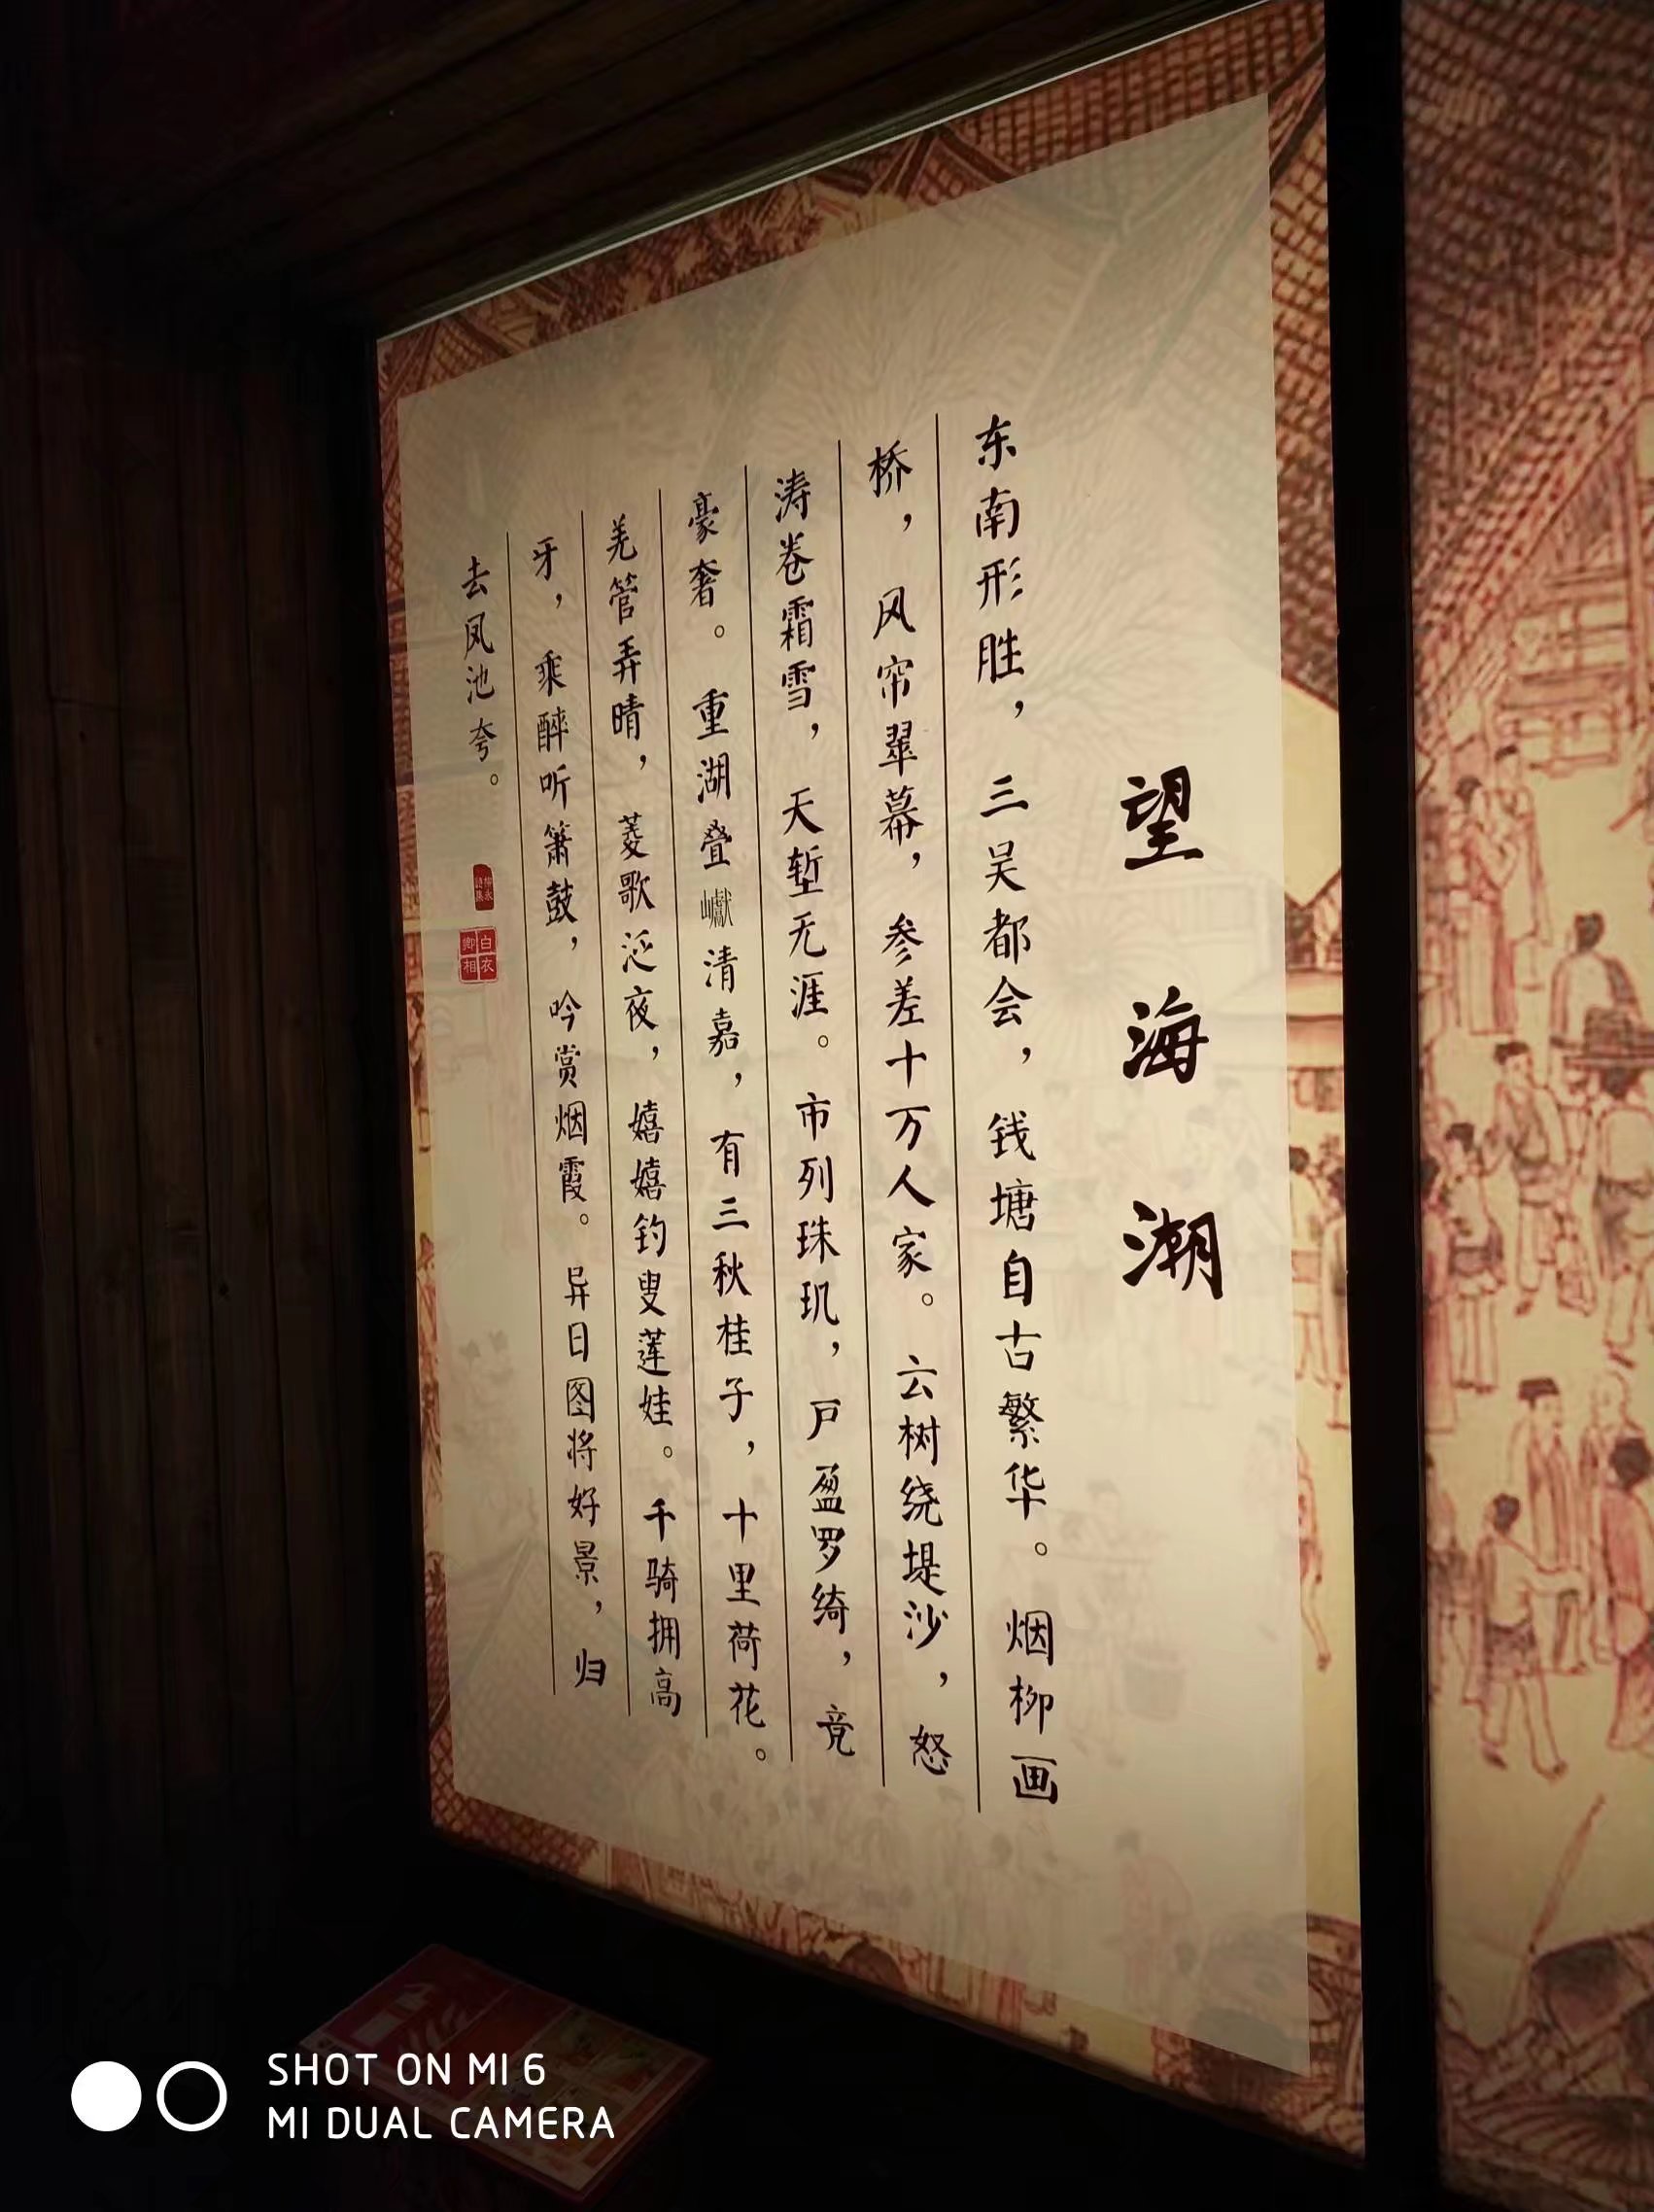 望海潮
东南形胜，三吴都会，钱塘自古繁华。烟柳画
桥，风帘翠幕，参差十万人家。云树绕堤沙，怒
涛卷霜雪，天堑无涯。市列珠玑，户盈罗绮，竞
豪奢。重湖叠巘清嘉，有三秋桂子，十里荷花。
羌管弄晴，菱歌泛夜，嬉嬉钓叟莲娃。千骑拥高
牙，乘醉听箫鼓，吟赏烟霞。异日图将好景，归
去凤池夸。
白衣卿相
SHOT ON MI 6
MI DUAL CAMERA